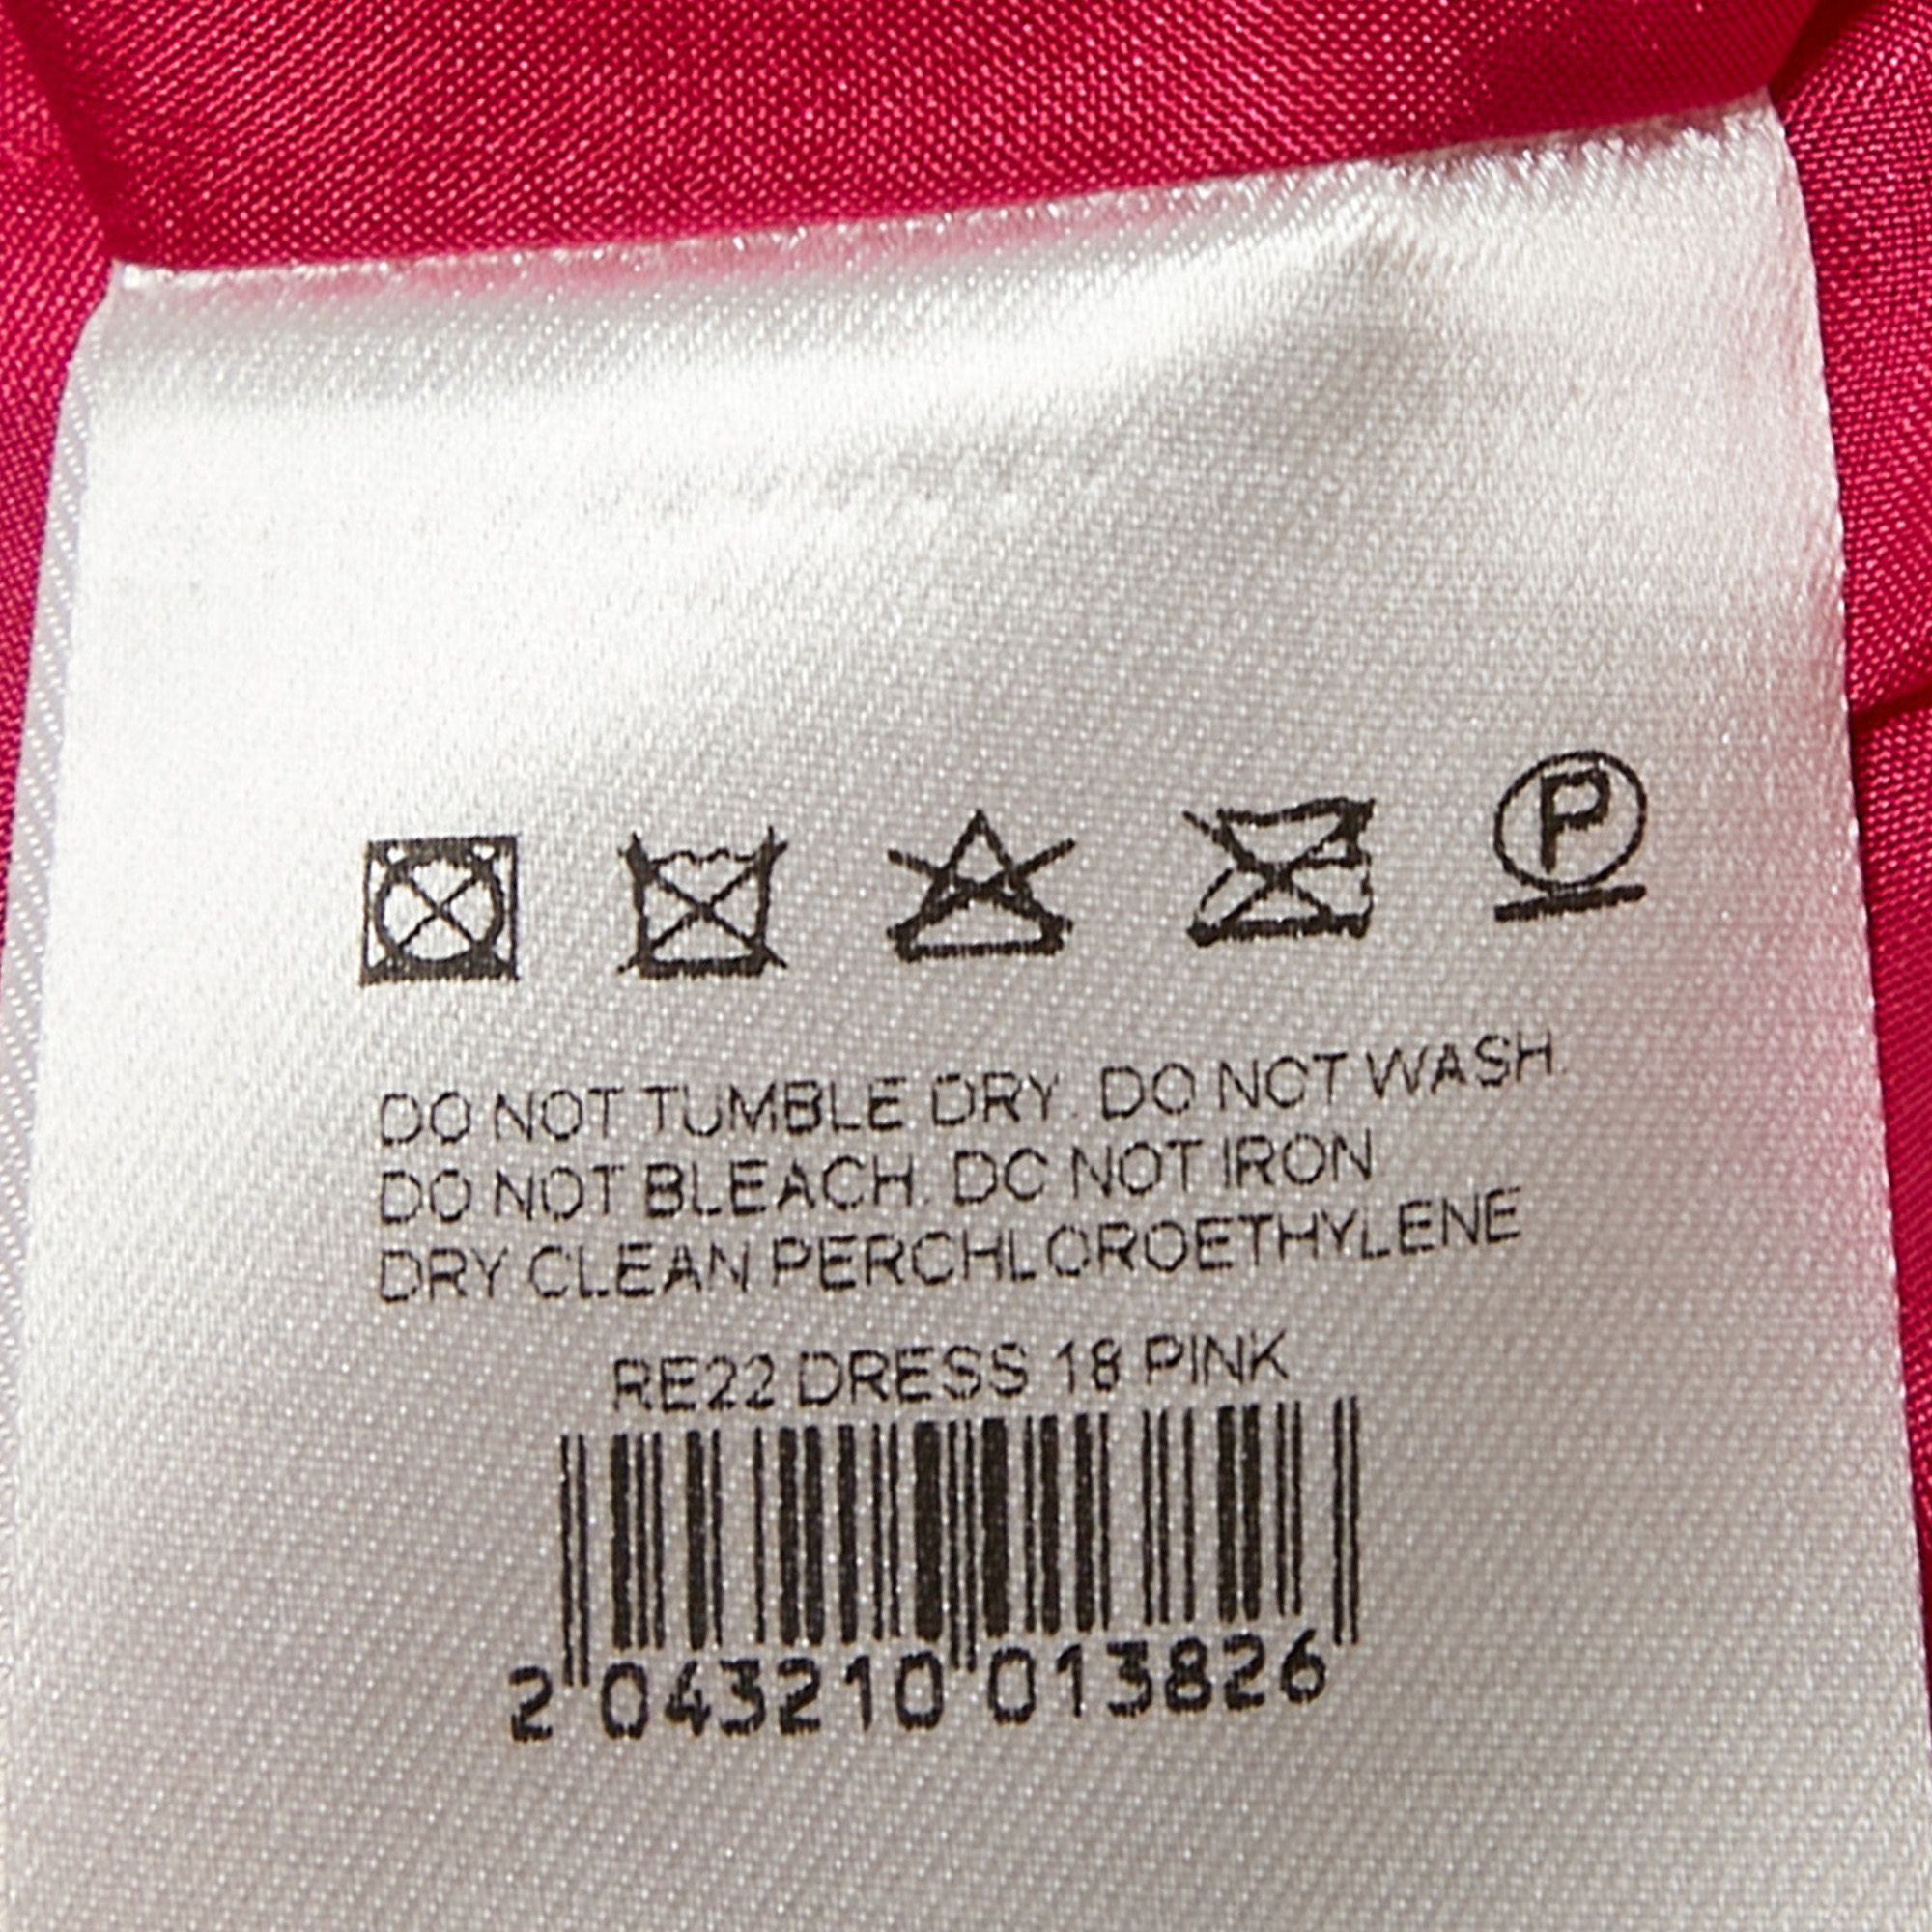 P
DO NOT TUMBLE DRY. DO NOT WASH.
DO NOT BLEACH. DO NOT IRON
DRY CLEAN PERCHLOROETHYLENE
RE22 DRESS 18 PINK
2 043210 013826